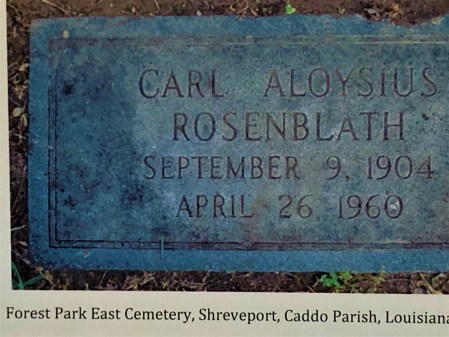 CARL ALOYSIUS
ROSENBLATH
SEPTEMBER 9, 1904
APRIL 26 1960
Forest Park East Cemetery, Shreveport, Caddo Parish, Louisiana